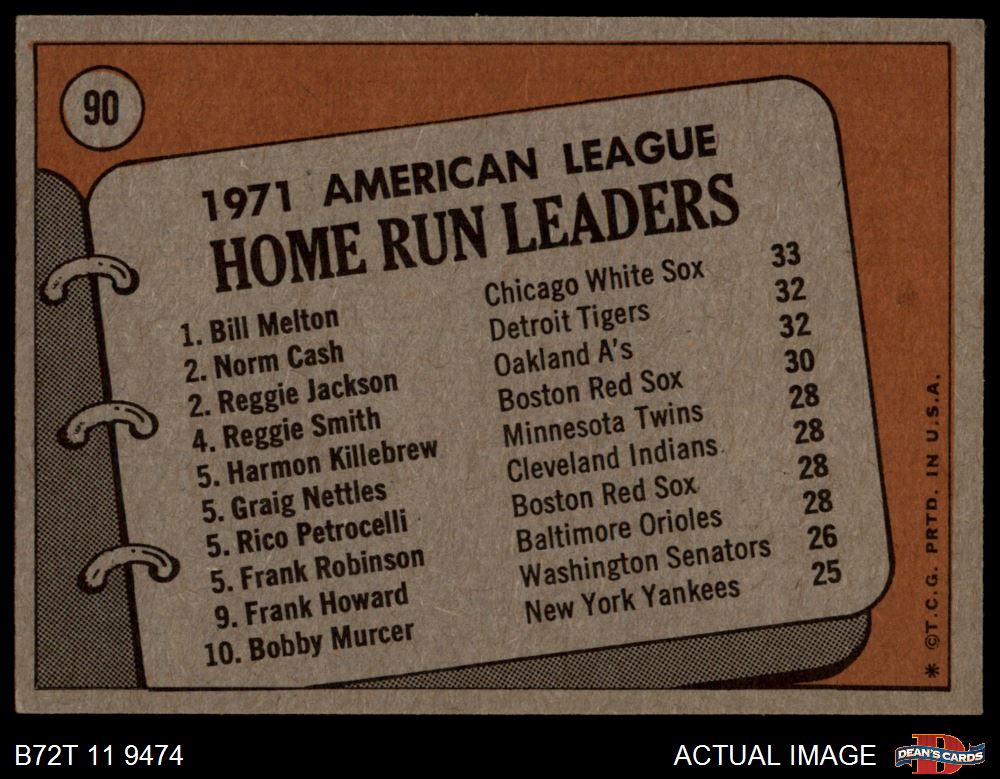 90
1971 AMERICAN LEAGUE
HOME RUN LEADERS
1. Bill Melton Chicago White Sox 33
2. Norm Cash Detroit Tigers 32
2. Reggie Jackson Oakland A's 32
4. Reggie Smith Boston Red Sox 30
5. Harmon Killebrew Minnesota Twins 28
5. Graig Nettles Cleveland Indians 28
5. Rico Petrocelli Boston Red Sox 28
5. Frank Robinson Baltimore Orioles 28
9. Frank Howard Washington Senators 26
10. Bobby Murcer New York Yankees 25
* ©T.C.G. PRTD. IN U.S.A.
B72T 11 9474
ACTUAL IMAGE
DEAN'S CARDS